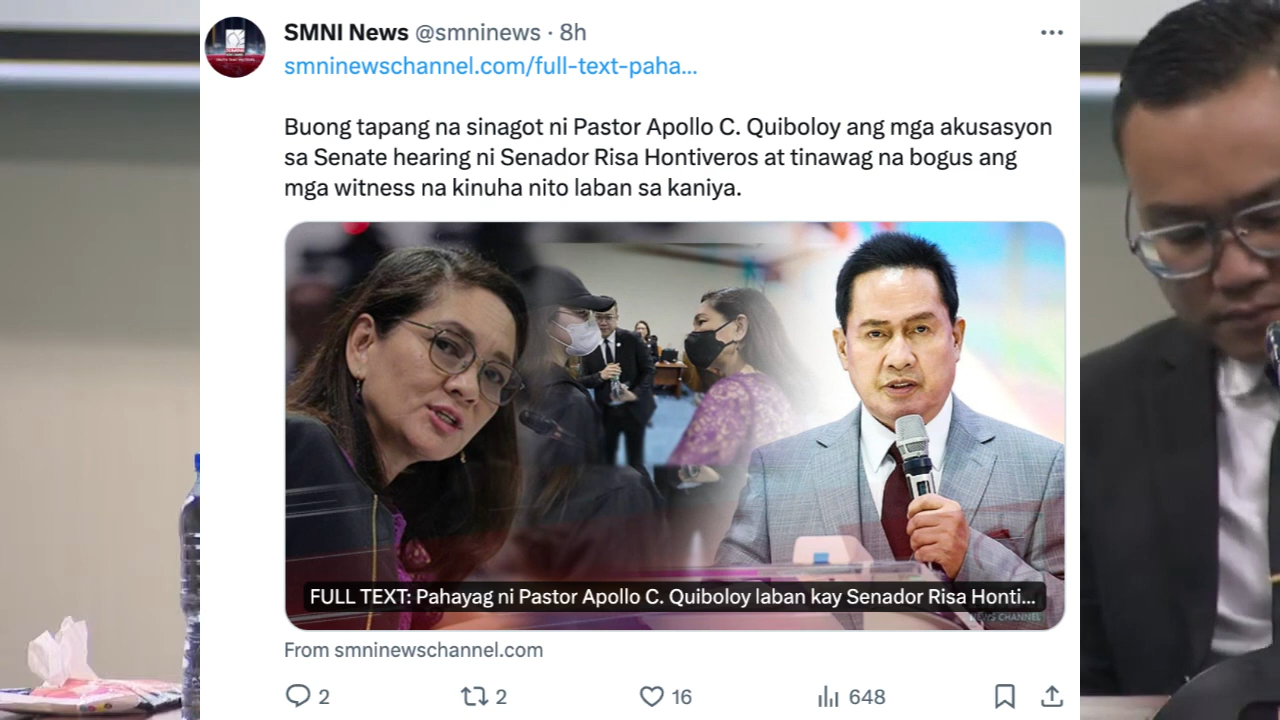 SMNI News @smninews · 8h
smninewschannel.com/full-text-paha...
Buong tapang na sinagot ni Pastor Apollo C. Quiboloy ang mga akusasyon
sa Senate hearing ni Senador Risa Hontiveros at tinawag na bogus ang
mga witness na kinuha nito laban sa kaniya.
FULL TEXT: Pahayag ni Pastor Apollo C. Quiboloy laban kay Senador Risa Honti...
NEWS CHANNEL
From smninewschannel.com
2 2 16 648